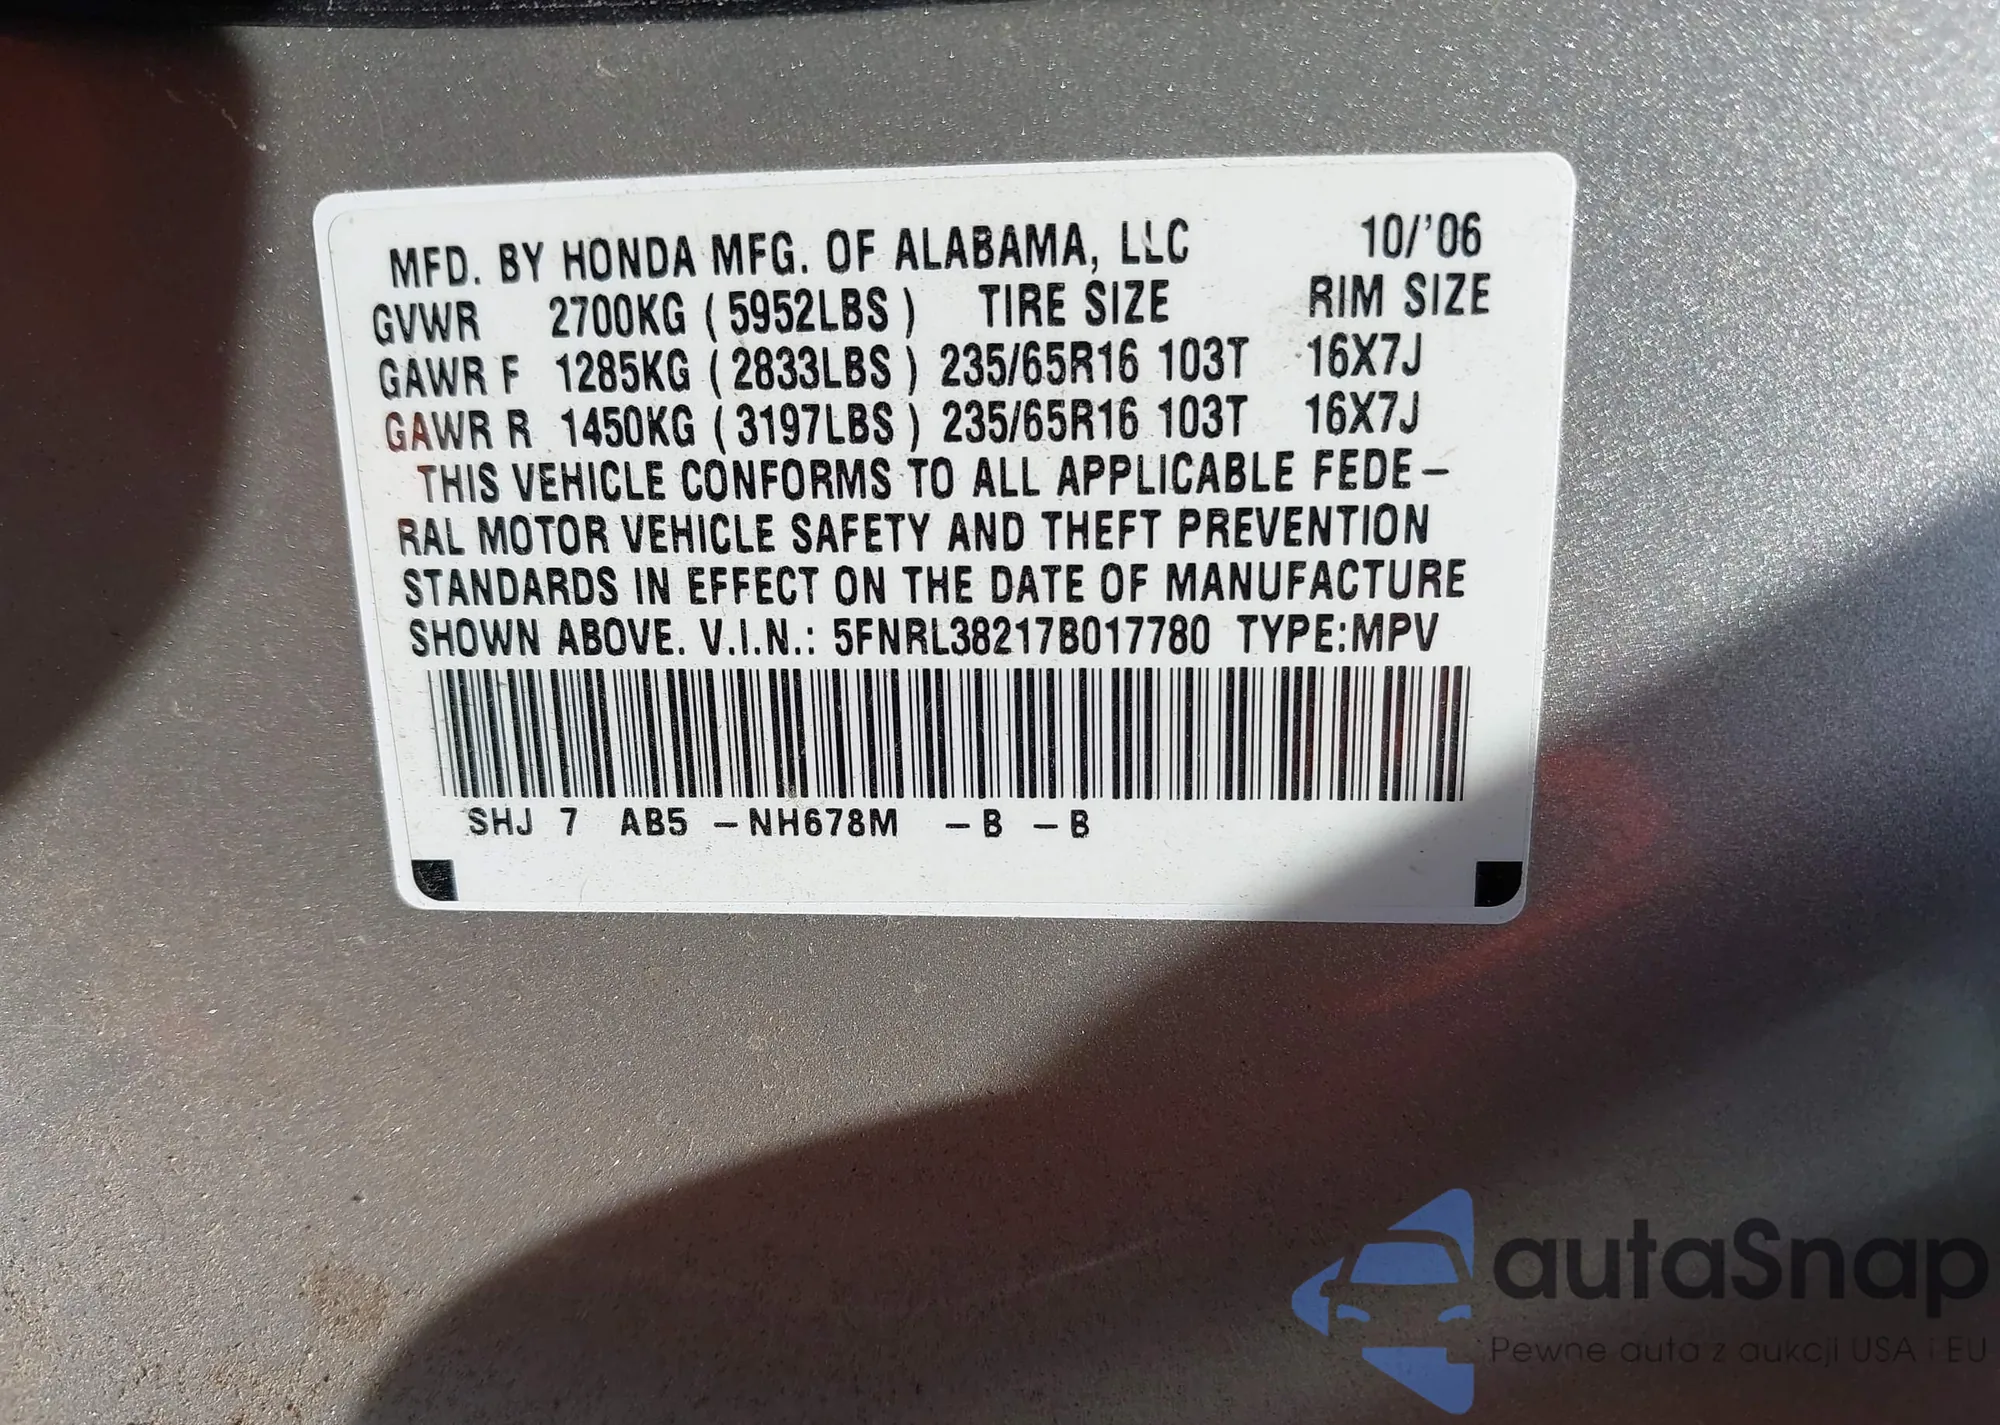 MFD. BY HONDA MFG. OF ALABAMA, LLC 10/'06
GVWR 2700KG (5952LBS) TIRE SIZE RIM SIZE
GAWR F 1285KG (2833LBS) 235/65R16 103T 16X7J
GAWR R 1450KG (3197LBS) 235/65R16 103T 16X7J
THIS VEHICLE CONFORMS TO ALL APPLICABLE FEDE-
RAL MOTOR VEHICLE SAFETY AND THEFT PREVENTION
STANDARDS IN EFFECT ON THE DATE OF MANUFACTURE
SHOWN ABOVE. V.I.N.: 5FNRL38217B017780 TYPE:MPV
SHJ 7 AB5 -NH678M -B -B
autaSnap
Pewne auta z aukcji USA i EU